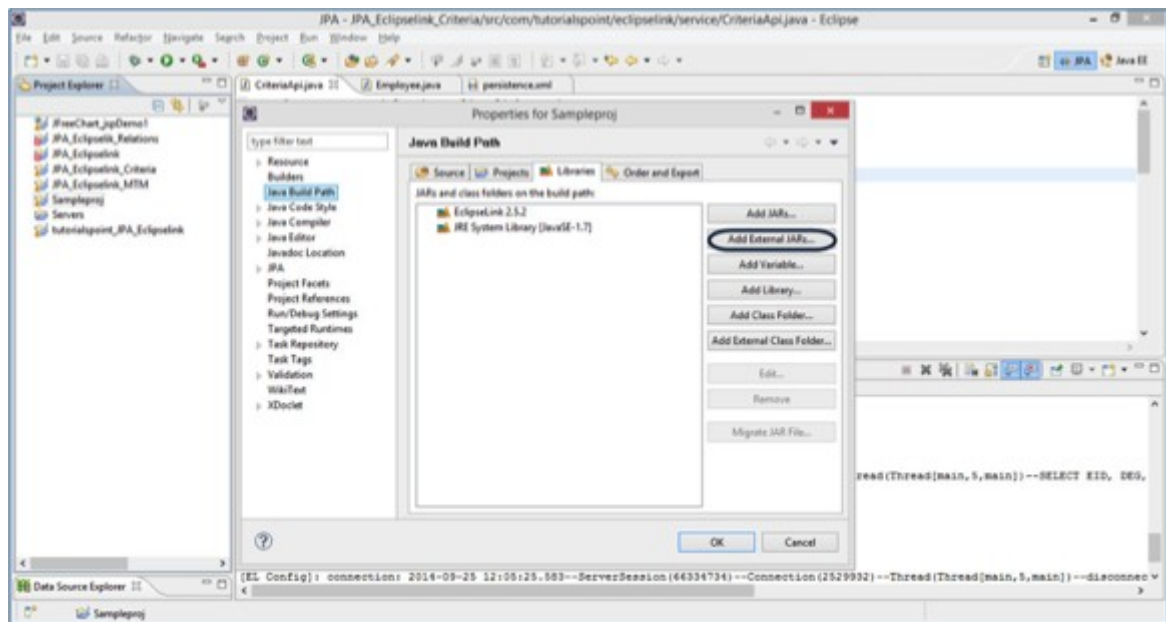 JPA - JPA_Eclipselink_Criteria/src/com/tutorialspoint/eclipselink/service/CriteriaApi.java - Eclipse
File Edit Source Refactor Navigate Search Project Run Window Help
JPA Java EE
Project Explorer
CriteriaApi.java Employee.java persistence.xml
JFreeChart_jspDemo1
JPA_Eclipselik_Relations
JPA_Eclipselink
JPA_Eclipselink_Criteria
JPA_Eclipselink_MTM
Sampleproj
Servers
tutorialspoint_JPA_Eclipselink
Properties for Sampleproj
type filter text
Resource
Builders
Java Build Path
Java Code Style
Java Compiler
Java Editor
Javadoc Location
JPA
Project Facets
Project References
Run/Debug Settings
Targeted Runtimes
Task Repository
Task Tags
Validation
WikiText
XDoclet
Java Build Path
Source Projects Libraries Order and Export
JARs and class folders on the build path:
EclipseLink 2.5.2
JRE System Library [JavaSE-1.7]
Add JARs...
Add External JARs...
Add Variable...
Add Library...
Add Class Folder...
Add External Class Folder...
Edit...
Remove
Migrate JAR File...
OK Cancel
read(Thread[main,5,main])--SELECT EID, DEG,
[EL Config]: connection: 2014-09-25 12:05:25.583--ServerSession(66334734)--Connection(2529932)--Thread(Thread[main,5,main])--disconnec
Data Source Explorer
Sampleproj